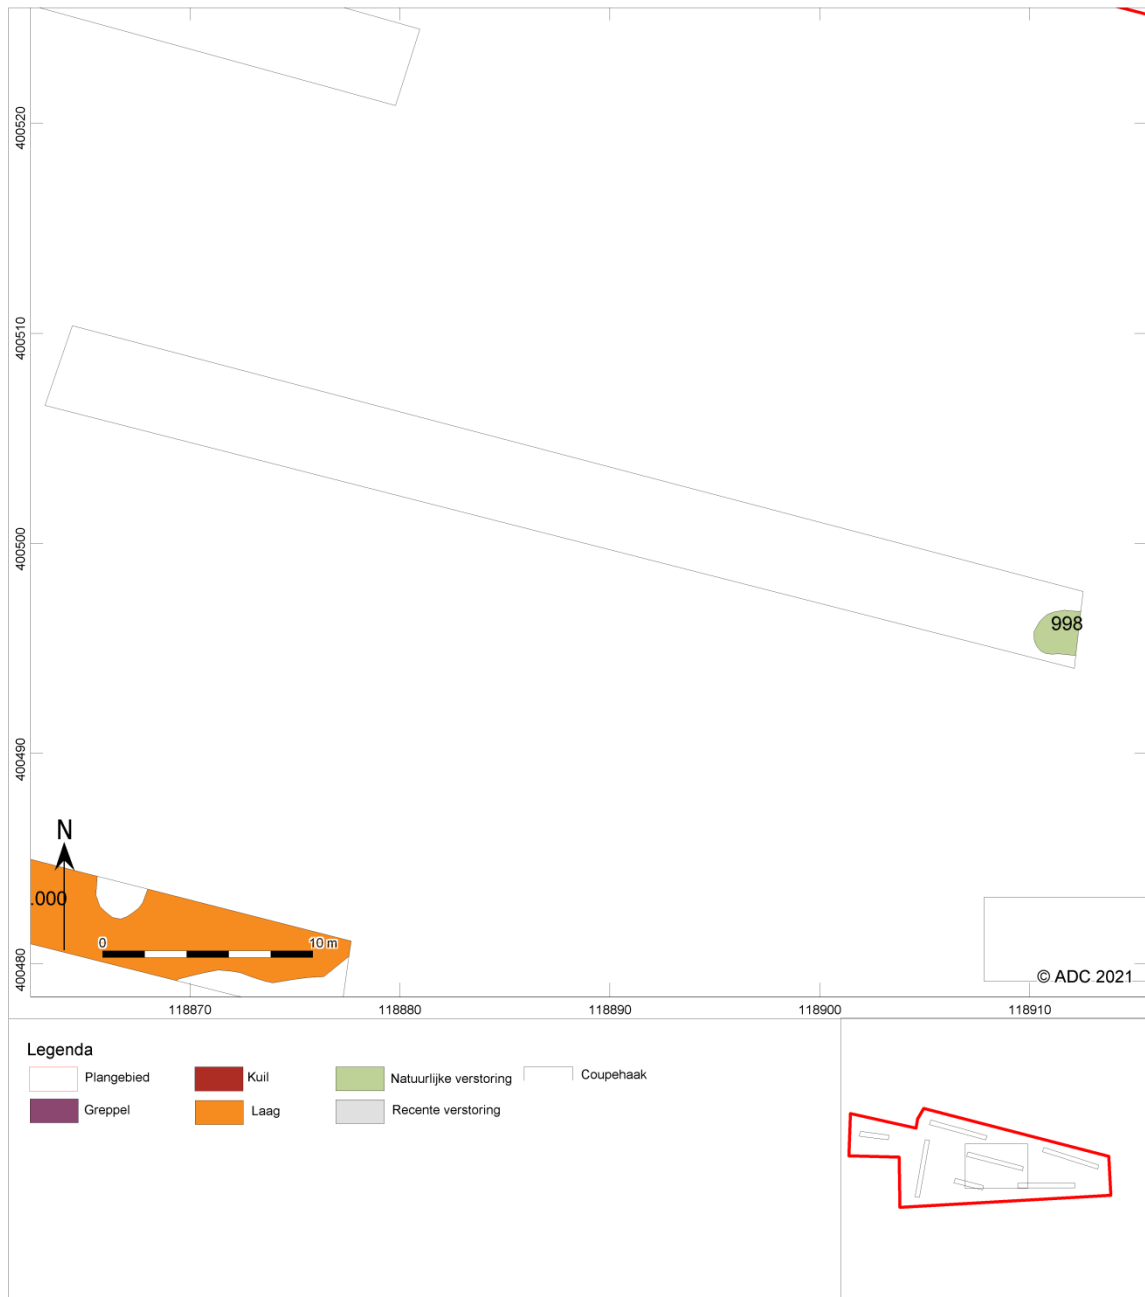 400520
400510
400500
998
400490
N
.000
0 10 m
400480
© ADC 2021
118870 118880 118890 118900 118910
Legenda
Plangebied Kuil Natuurlijke verstoring Coupehaak
Greppel Laag Recente verstoring